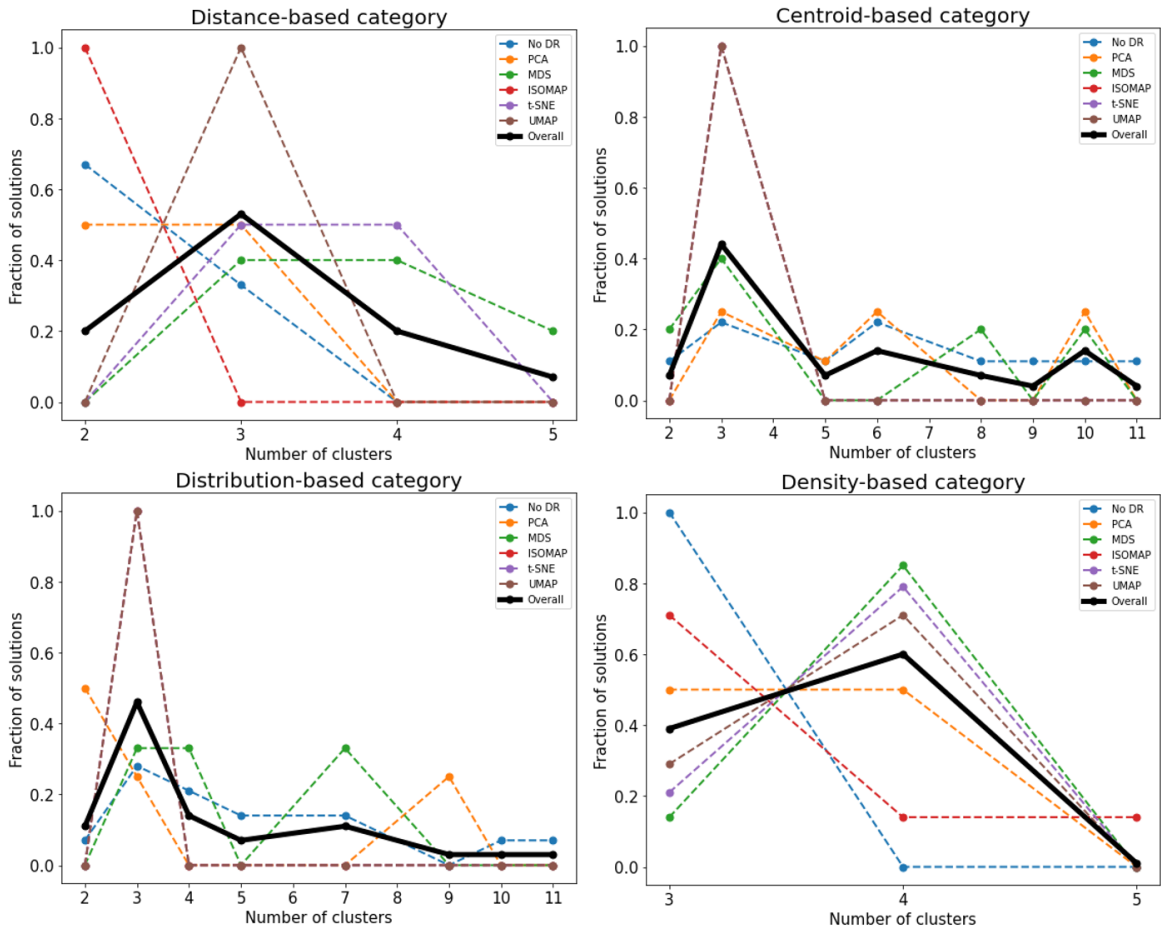 Distance-based category
1.0
0.8
0.6
0.4
0.2
0.0
Fraction of solutions
2 3 4 5
Number of clusters
No DR
PCA
MDS
ISOMAP
t-SNE
UMAP
Overall
Centroid-based category
1.0
0.8
0.6
0.4
0.2
0.0
Fraction of solutions
2 3 4 5 6 7 8 9 10 11
Number of clusters
No DR
PCA
MDS
ISOMAP
t-SNE
UMAP
Overall
Distribution-based category
1.0
0.8
0.6
0.4
0.2
0.0
Fraction of solutions
2 3 4 5 6 7 8 9 10 11
Number of clusters
No DR
PCA
MDS
ISOMAP
t-SNE
UMAP
Overall
Density-based category
1.0
0.8
0.6
0.4
0.2
0.0
Fraction of solutions
3 4 5
Number of clusters
No DR
PCA
MDS
ISOMAP
t-SNE
UMAP
Overall